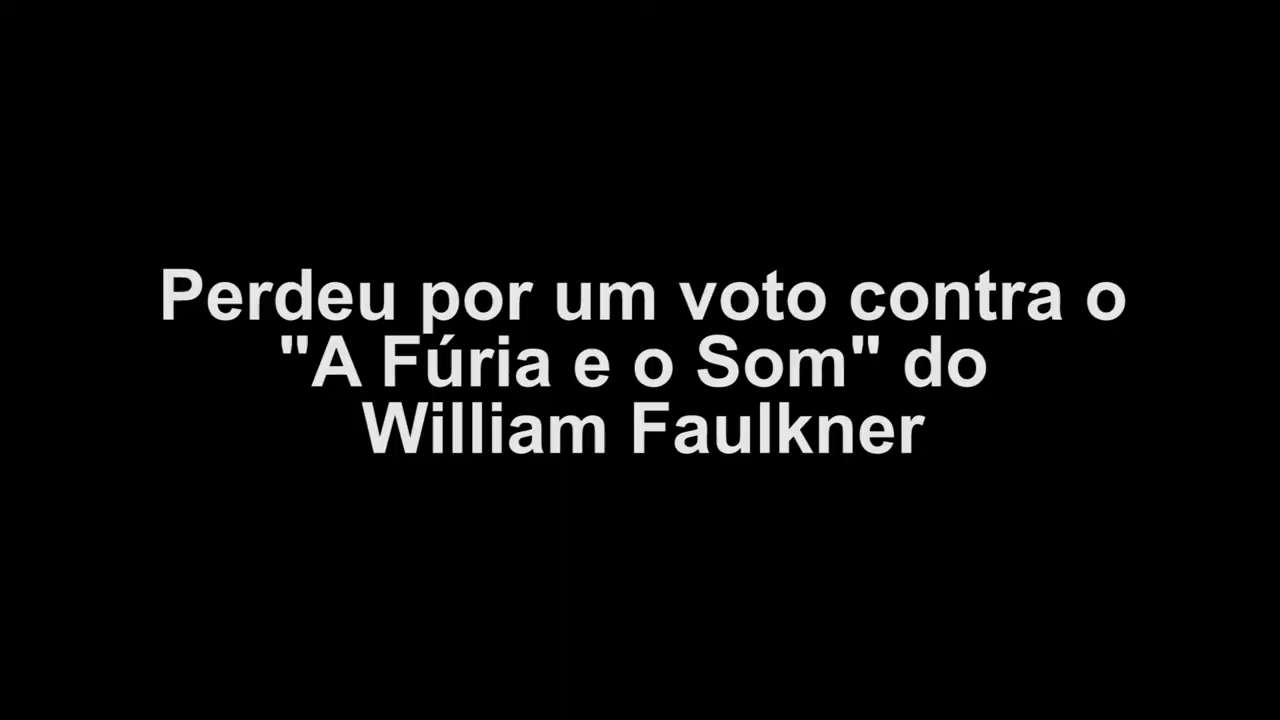 Perdeu por um voto contra o
"A Fúria e o Som" do
William Faulkner